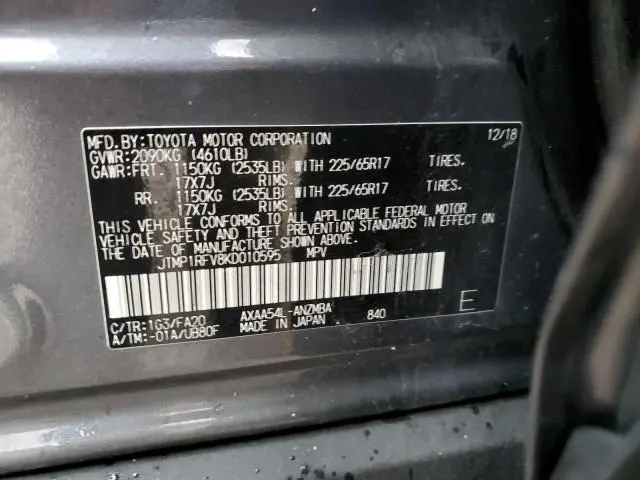 MFD.BY:TOYOTA MOTOR CORPORATION 12/18
GVWR:2090KG (4610LB)
GAWR:FRT. 1150KG (2535LB) WITH 225/65R17 TIRES.
17X7J RIMS.
RR. 1150KG (2535LB) WITH 225/65R17 TIRES.
17X7J RIMS.
THIS VEHICLE CONFORMS TO ALL APPLICABLE FEDERAL MOTOR
VEHICLE SAFETY AND THEFT PREVENTION STANDARDS IN EFFECT ON
THE DATE OF MANUFACTURE SHOWN ABOVE.
JTMP1RFV8KD010595 MPV
C/TR:1G3/FA20 AXAA54L-ANZMBA 840 E
A/TM:-01A/UB80F MADE IN JAPAN